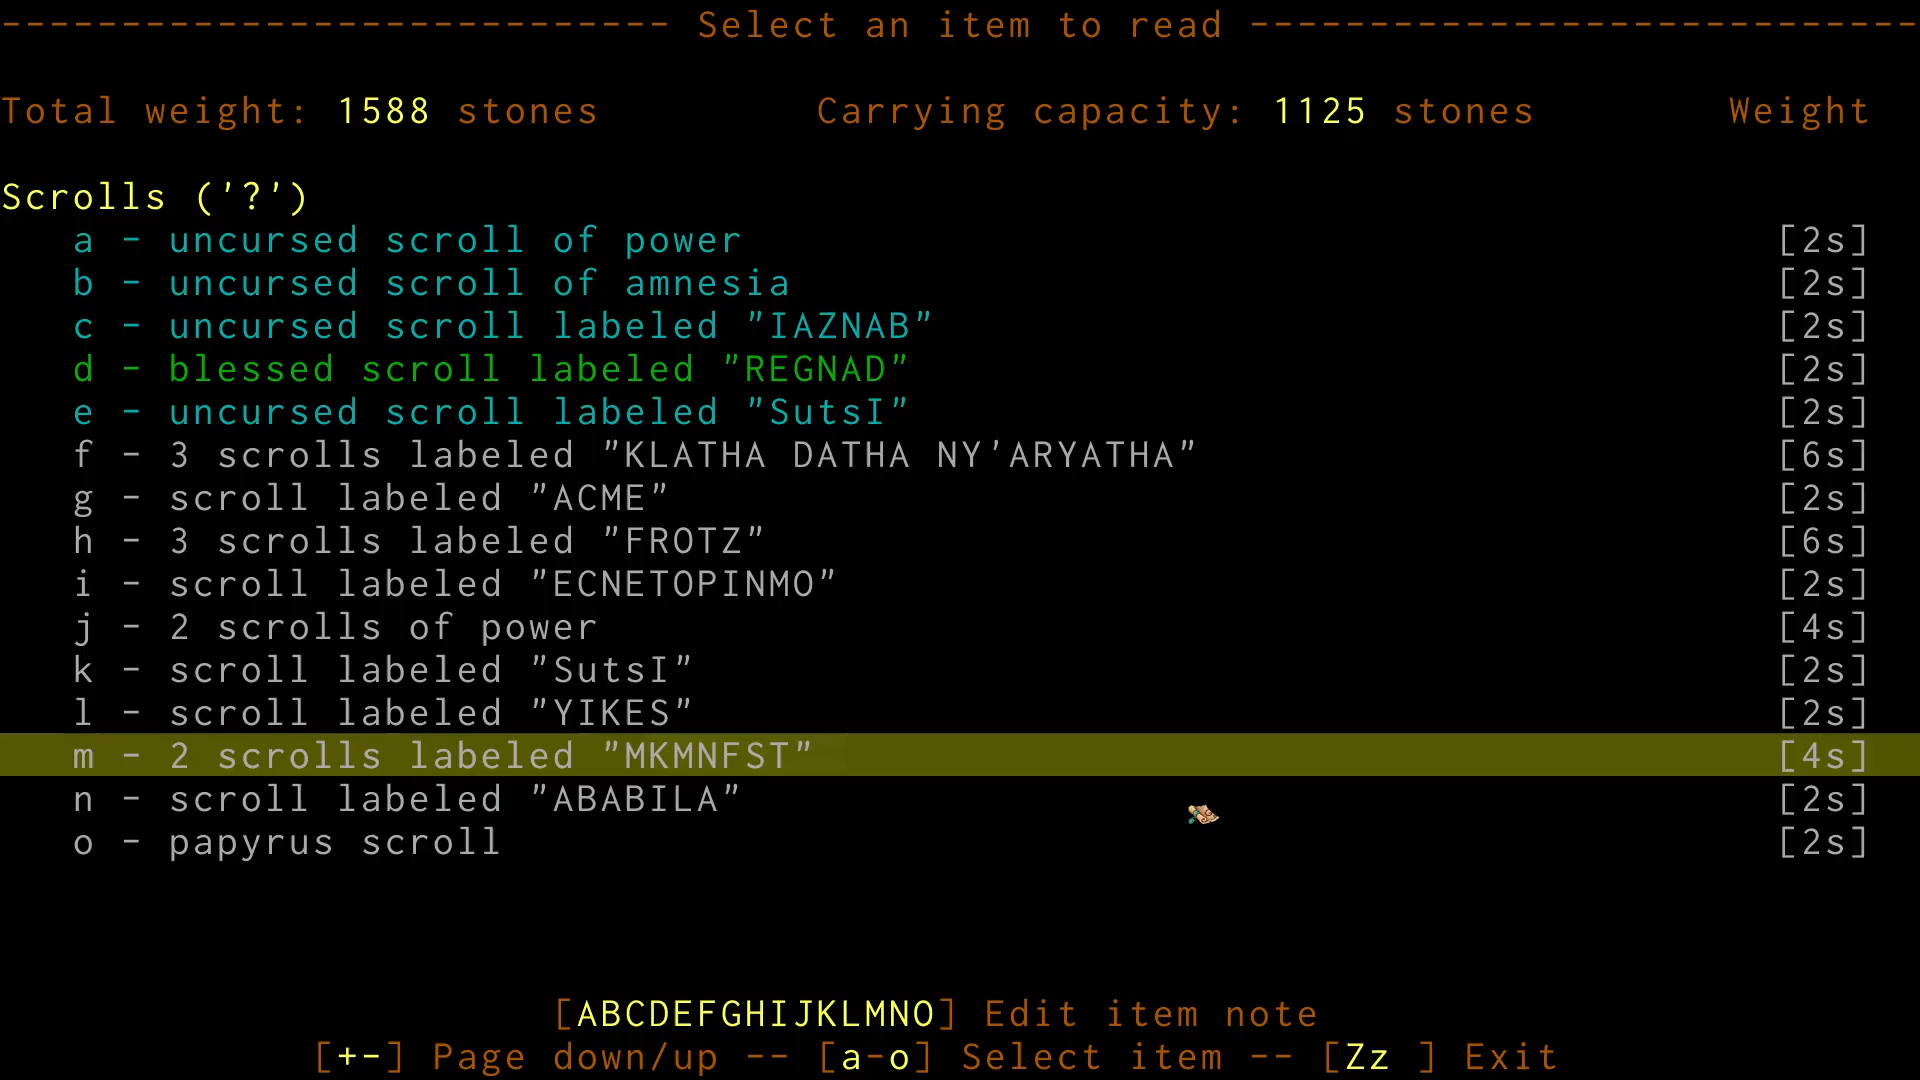 ---------------------------- Select an item to read ----------------------------
Total weight: 1588 stones Carrying capacity: 1125 stones Weight
Scrolls ('?')
a - uncursed scroll of power [2s]
b - uncursed scroll of amnesia [2s]
c - uncursed scroll labeled "IAZNAB" [2s]
d - blessed scroll labeled "REGNAD" [2s]
e - uncursed scroll labeled "SutsI" [2s]
f - 3 scrolls labeled "KLATHA DATHA NY'ARYATHA" [6s]
g - scroll labeled "ACME" [2s]
h - 3 scrolls labeled "FROTZ" [6s]
i - scroll labeled "ECNETOPINMO" [2s]
j - 2 scrolls of power [4s]
k - scroll labeled "SutsI" [2s]
l - scroll labeled "YIKES" [2s]
m - 2 scrolls labeled "MKMNFST" [4s]
n - scroll labeled "ABABILA" [2s]
o - papyrus scroll [2s]
[ABCDEFGHIJKLMNO] Edit item note
[+-] Page down/up -- [a-o] Select item -- [Zz ] Exit